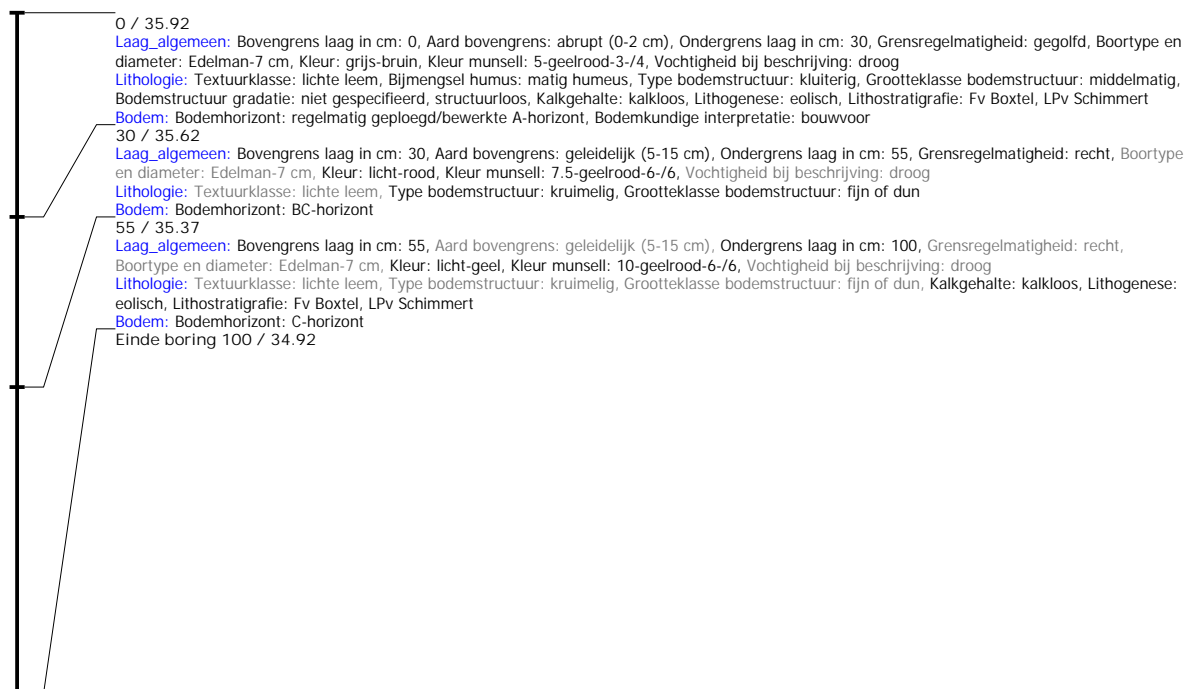 0 / 35.92
Laag_algemeen: Bovengrens laag in cm: 0, Aard bovengrens: abrupt (0-2 cm), Ondergrens laag in cm: 30, Grensregelmatigheid: gegolfd, Boortype en
diameter: Edelman-7 cm, Kleur: grijs-bruin, Kleur munsell: 5-geelrood-3-/4, Vochtigheid bij beschrijving: droog
Lithologie: Textuurklasse: lichte leem, Bijmengsel humus: matig humeus, Type bodemstructuur: kluiterig, Grootteklasse bodemstructuur: middelmatig,
Bodemstructuur gradatie: niet gespecifieerd, structuurloos, Kalkgehalte: kalkloos, Lithogenese: eolisch, Lithostratigrafie: Fv Boxtel, LPv Schimmert
Bodem: Bodemhorizont: regelmatig geploegd/bewerkte A-horizont, Bodemkundige interpretatie: bouwvoor
30 / 35.62
Laag_algemeen: Bovengrens laag in cm: 30, Aard bovengrens: geleidelijk (5-15 cm), Ondergrens laag in cm: 55, Grensregelmatigheid: recht, Boortype
en diameter: Edelman-7 cm, Kleur: licht-rood, Kleur munsell: 7.5-geelrood-6-/6, Vochtigheid bij beschrijving: droog
Lithologie: Textuurklasse: lichte leem, Type bodemstructuur: kruimelig, Grootteklasse bodemstructuur: fijn of dun
Bodem: Bodemhorizont: BC-horizont
55 / 35.37
Laag_algemeen: Bovengrens laag in cm: 55, Aard bovengrens: geleidelijk (5-15 cm), Ondergrens laag in cm: 100, Grensregelmatigheid: recht,
Boortype en diameter: Edelman-7 cm, Kleur: licht-geel, Kleur munsell: 10-geelrood-6-/6, Vochtigheid bij beschrijving: droog
Lithologie: Textuurklasse: lichte leem, Type bodemstructuur: kruimelig, Grootteklasse bodemstructuur: fijn of dun, Kalkgehalte: kalkloos, Lithogenese:
eolisch, Lithostratigrafie: Fv Boxtel, LPv Schimmert
Bodem: Bodemhorizont: C-horizont
Einde boring 100 / 34.92